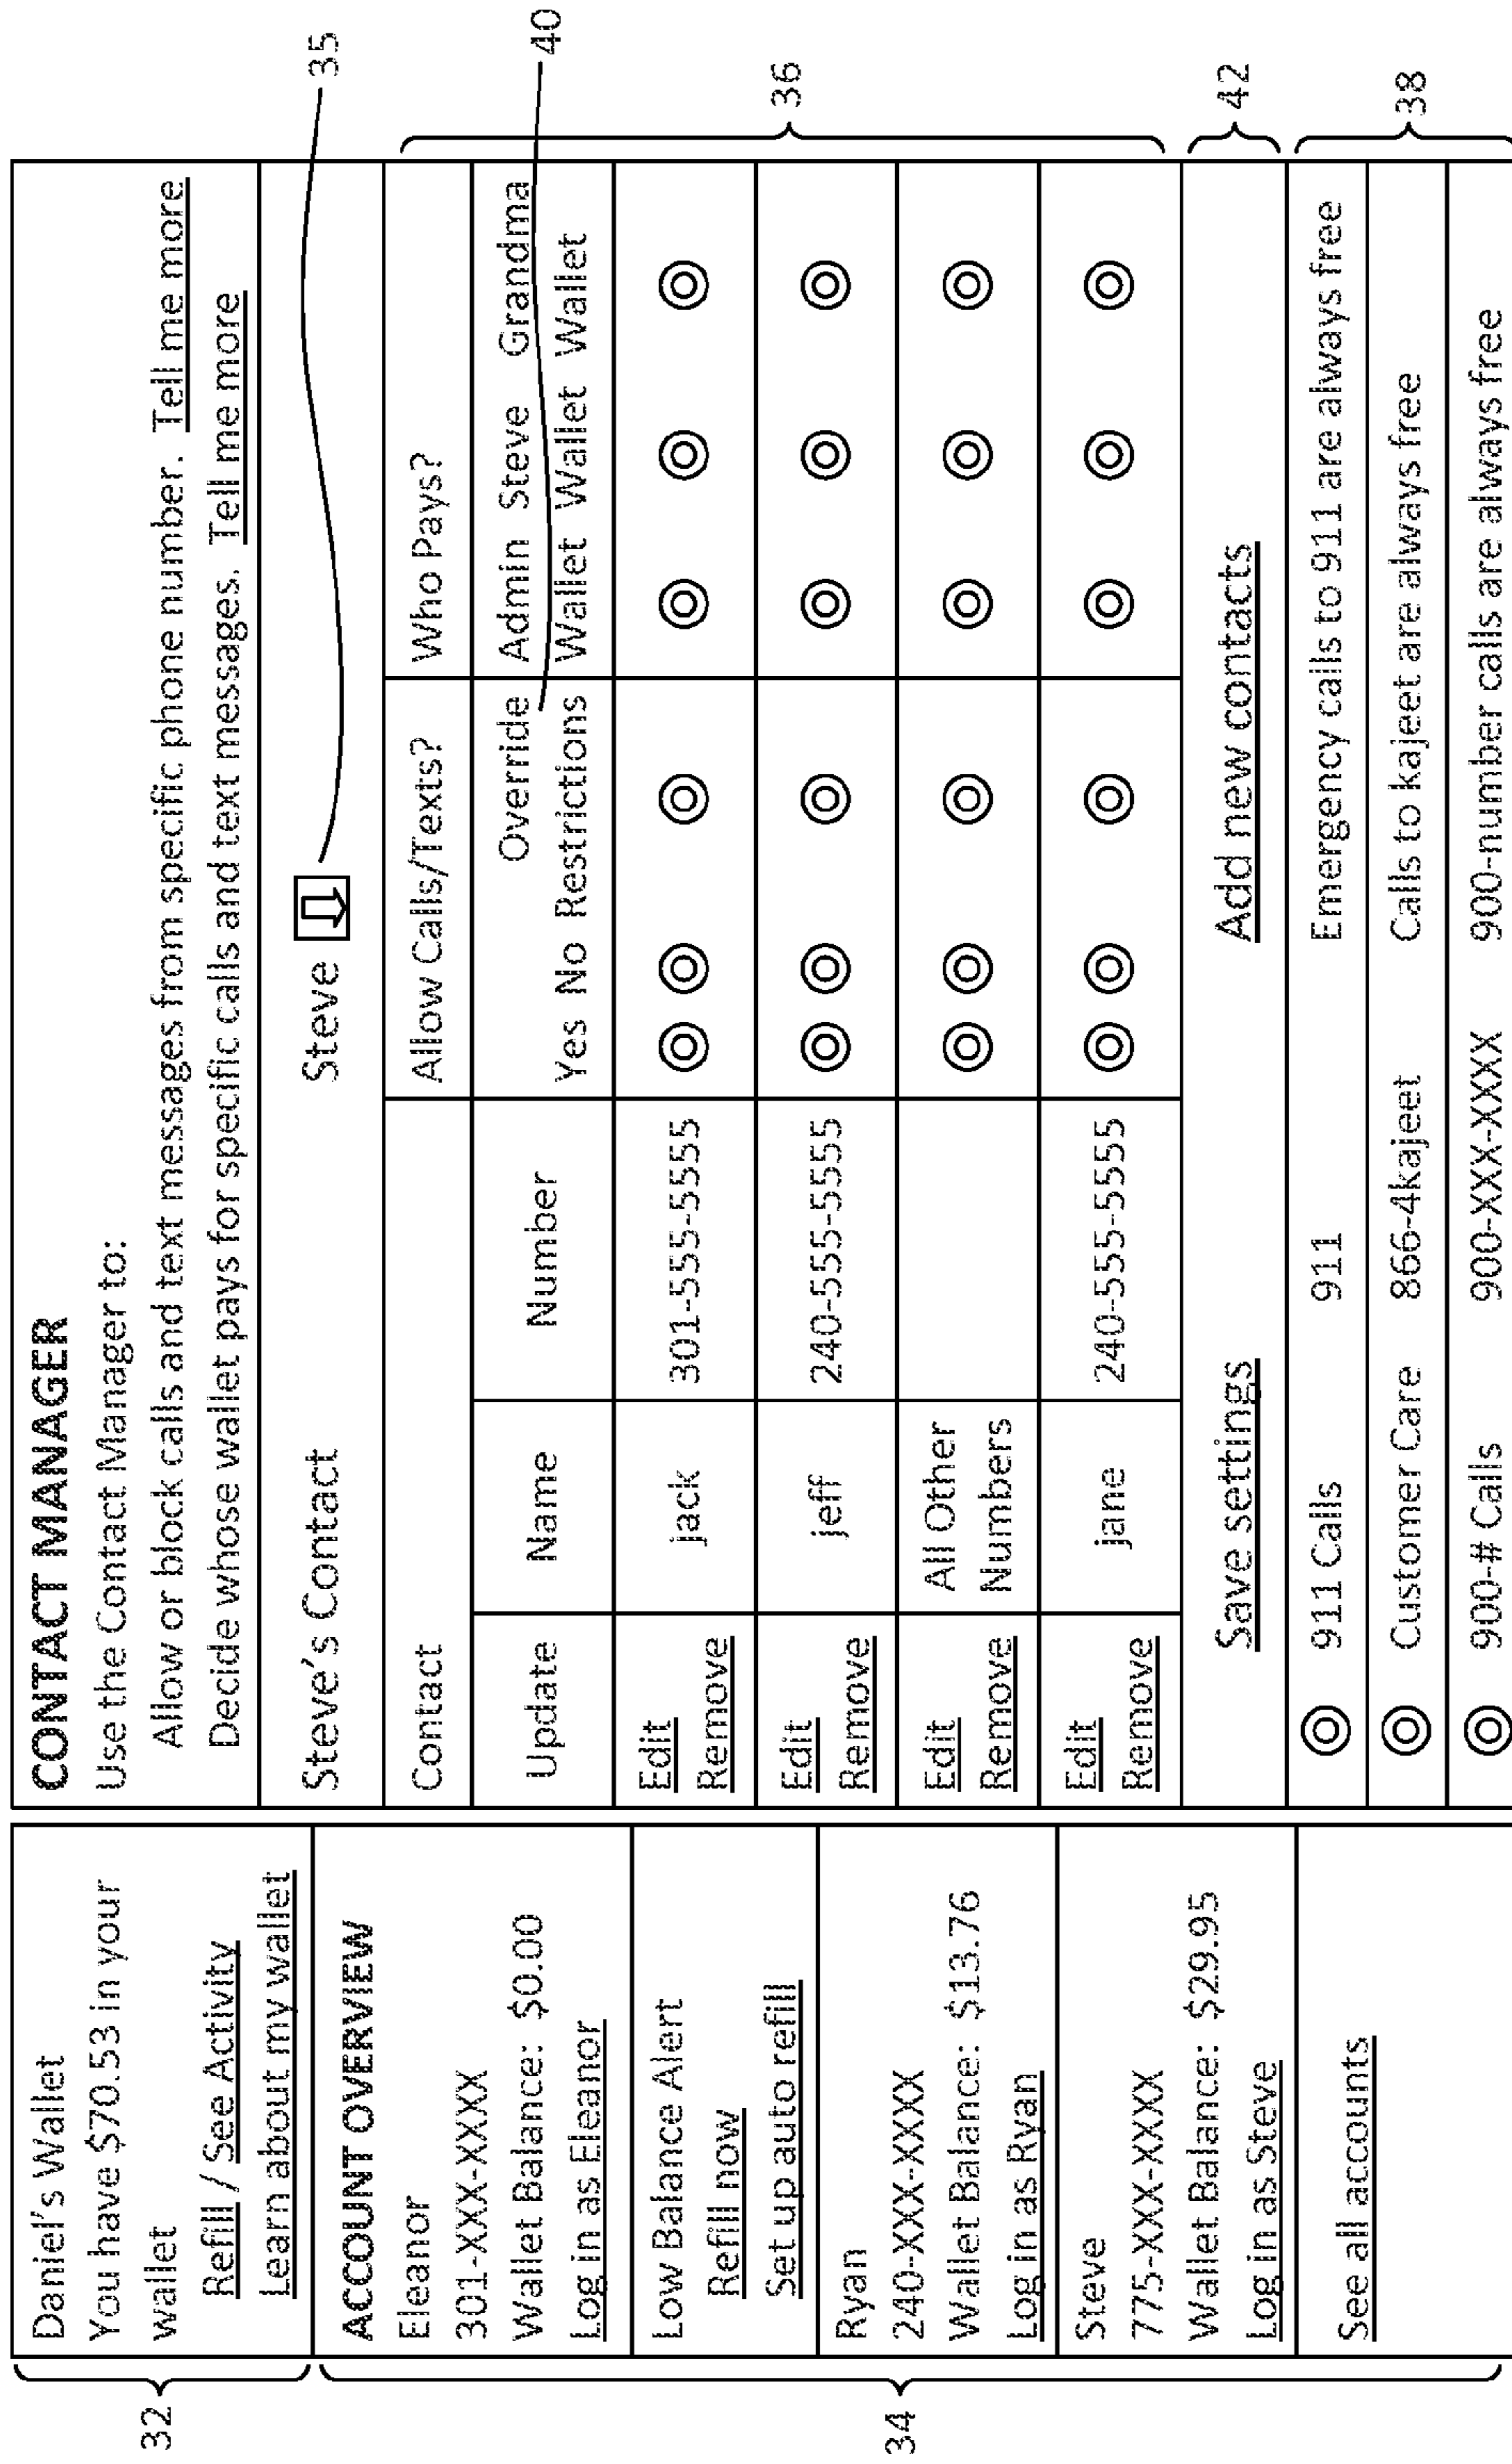 Daniel's Wallet
You have $70.53 in your
wallet
Refill / See Activity
Learn about my wallet
32
ACCOUNT OVERVIEW
Eleanor
301-XXX-XXXX
Wallet Balance: $0.00
Log in as Eleanor
Low Balance Alert
Refill now
Set up auto refill
Ryan
240-XXX-XXXX
Wallet Balance: $13.76
Log in as Ryan
Steve
775-XXX-XXXX
Wallet Balance: $29.95
Log in as Steve
See all accounts
34
CONTACT MANAGER
Use the Contact Manager to:
Allow or block calls and text messages from specific phone number. Tell me more
Decide whose wallet pays for specific calls and text messages. Tell me more
Steve's Contact Steve 35
Contact Allow Calls/Texts? Who Pays?
Override Admin Steve Grandma
Update Name Number Yes No Restrictions Wallet Wallet Wallet
40
Edit jack 301-555-5555
Remove
Edit jeff 240-555-5555
Remove
Edit All Other
Remove Numbers
Edit jane 240-555-5555
Remove
36
Save settings Add new contacts 42
911 Calls 911 Emergency calls to 911 are always free
Customer Care 866-4kajeet Calls to kajeet are always free
900-# Calls 900-XXX-XXXX 900-number calls are always free
38